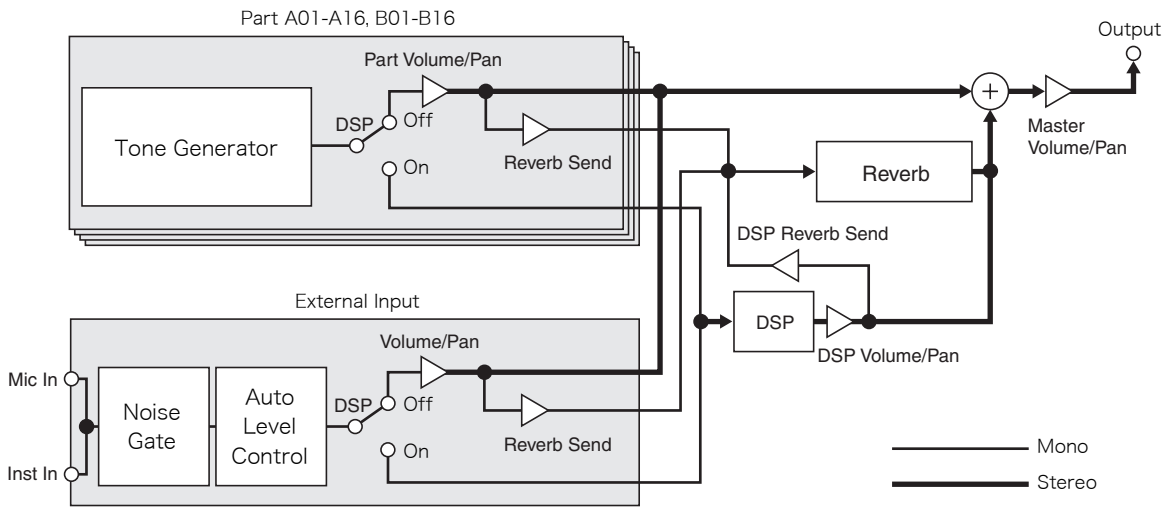 Part A01-A16, B01-B16
Output
Part Volume/Pan
DSP
Off
Tone Generator
Reverb Send
On
+
Master
Volume/Pan
Reverb
DSP Reverb Send
External Input
DSP
DSP Volume/Pan
Volume/Pan
Mic In
Noise
Gate
Auto
Level
Control
DSP
Off
Reverb Send
On
Inst In
Mono
Stereo